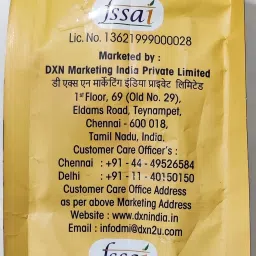 fssai
Lic. No. 13621999000028
Marketed by :
DXN Marketing India Private Limited
डी एक्स एन मार्केटिंग इंडिया प्राइवेट लिमिटेड
1st Floor, 69 (Old No. 29),
Eldams Road, Teynampet,
Chennai - 600 018,
Tamil Nadu, India.
Customer Care Officer's :
Chennai : +91 - 44 - 49526584
Delhi : +91 - 11 - 40150150
Customer Care Office Address
as per above Marketing Address
Website : www.dxnindia.in
Email : infodmi@dxn2u.com
fssai